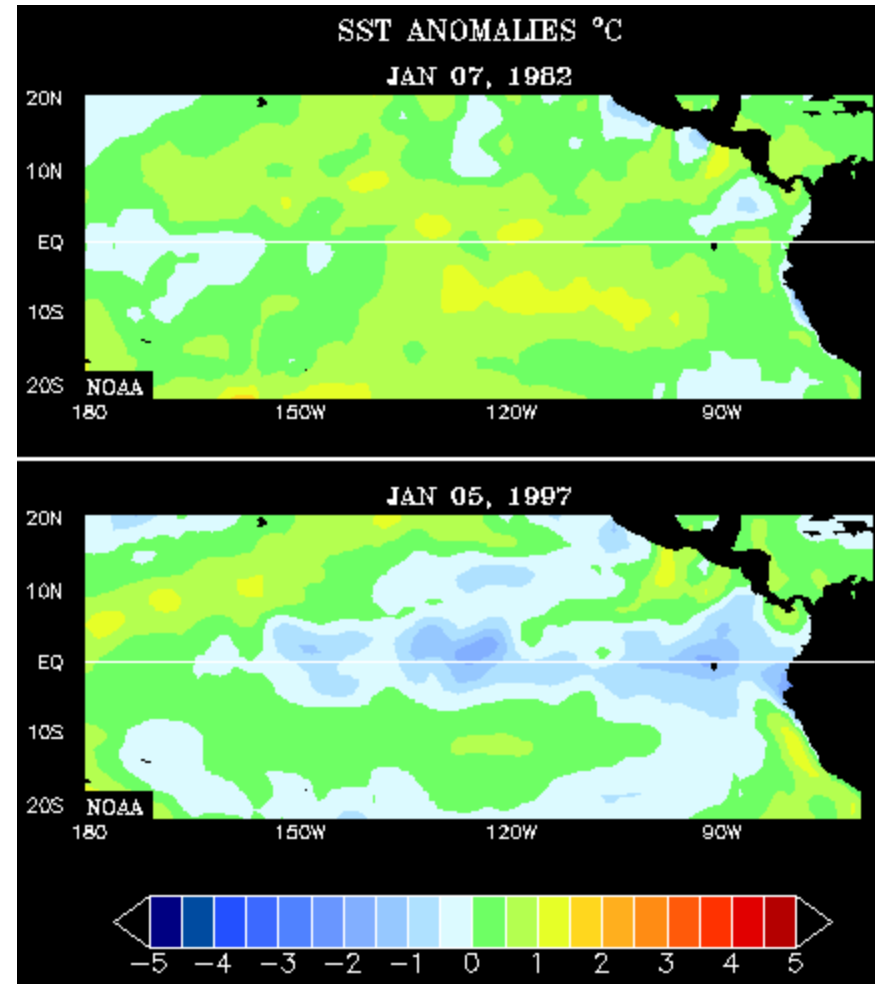 SST ANOMALIES °C
JAN 07, 1982
20N
10N
EQ
10S
20S
NOAA
180 150W 120W 90W
JAN 05, 1997
20N
10N
EQ
10S
20S
NOAA
180 150W 120W 90W
−5 −4 −3 −2 −1 0 1 2 3 4 5